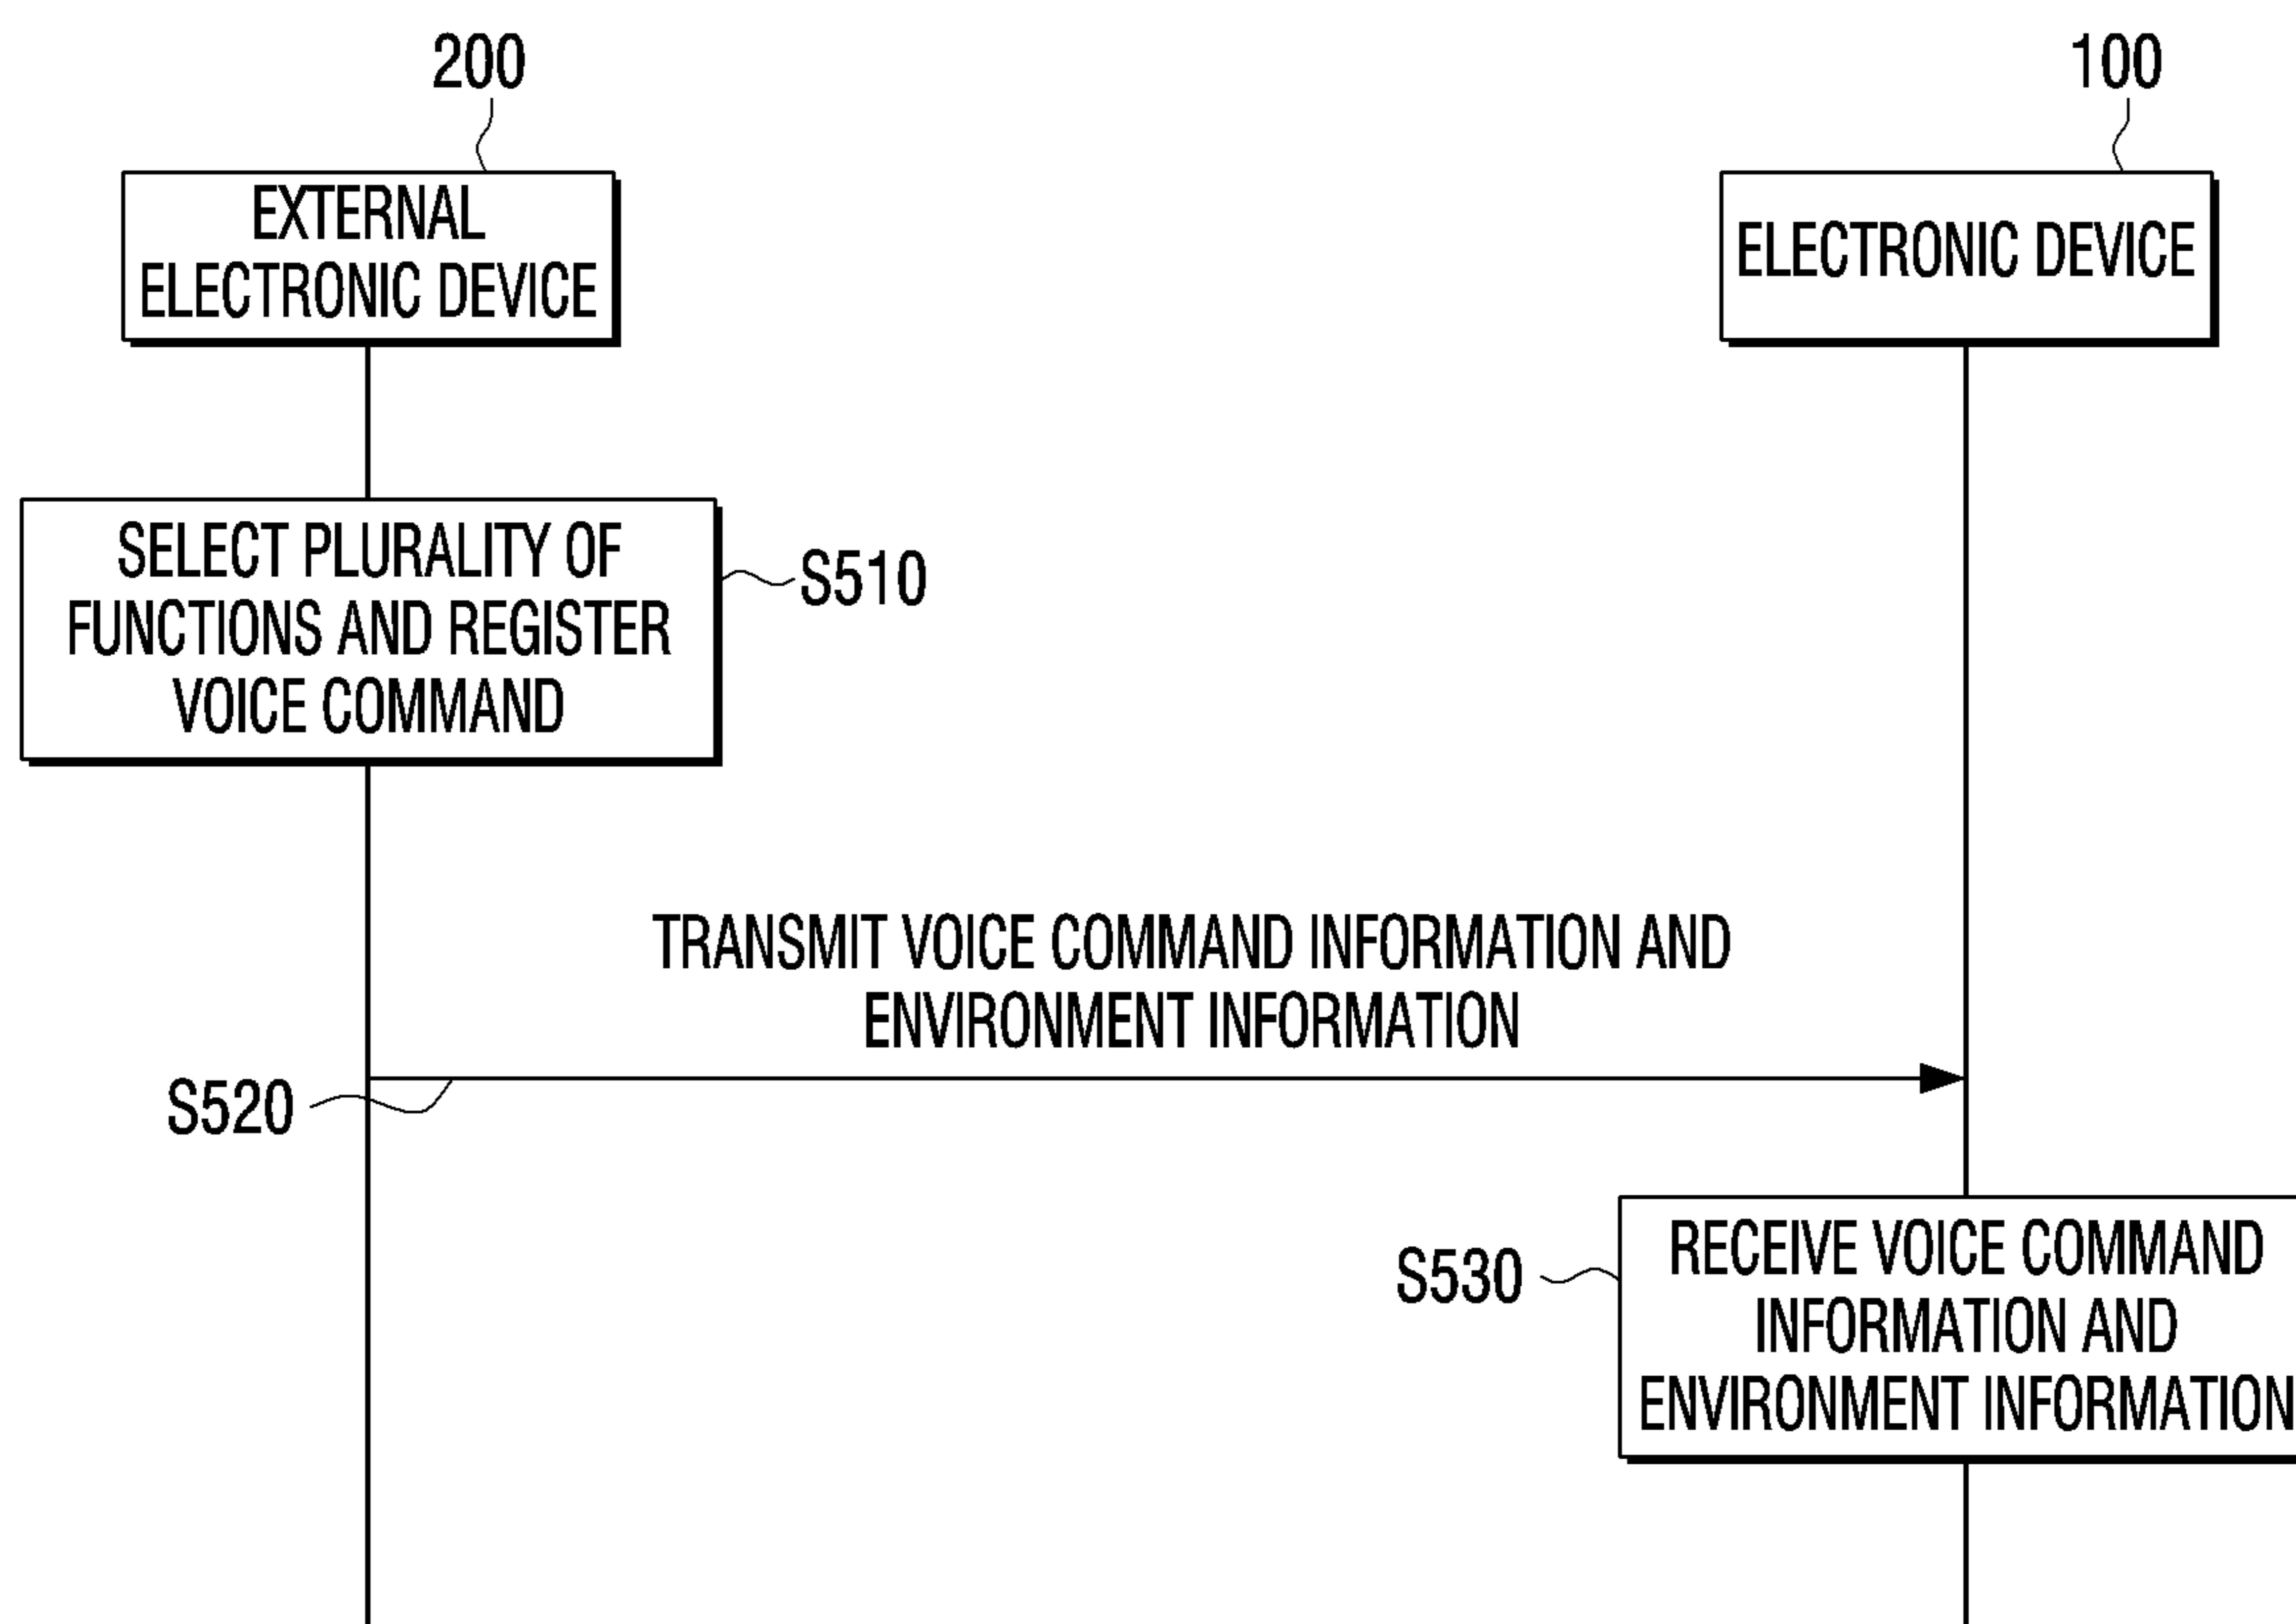 200
100
EXTERNAL
ELECTRONIC DEVICE
ELECTRONIC DEVICE
SELECT PLURALITY OF
FUNCTIONS AND REGISTER
VOICE COMMAND
S510
TRANSMIT VOICE COMMAND INFORMATION AND
ENVIRONMENT INFORMATION
S520
S530
RECEIVE VOICE COMMAND
INFORMATION AND
ENVIRONMENT INFORMATION